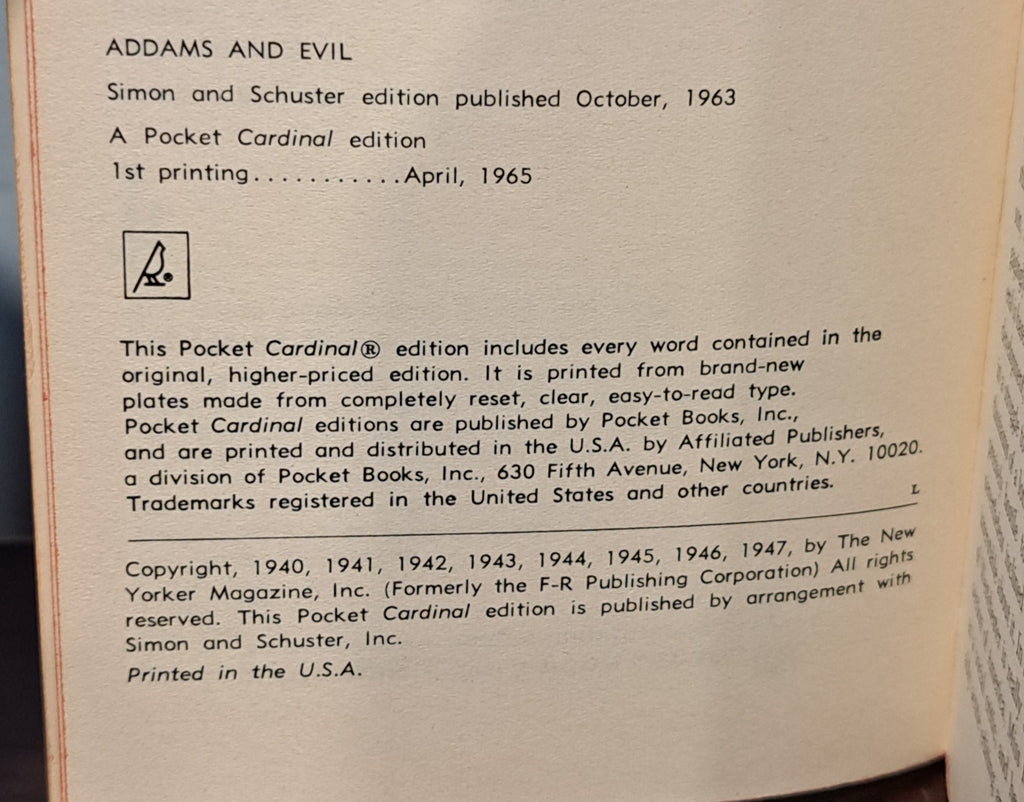 ADDAMS AND EVIL
Simon and Schuster edition published October, 1963
A Pocket Cardinal edition
1st printing...........April, 1965
This Pocket Cardinal® edition includes every word contained in the
original, higher-priced edition. It is printed from brand-new
plates made from completely reset, clear, easy-to-read type.
Pocket Cardinal editions are published by Pocket Books, Inc.,
and are printed and distributed in the U.S.A. by Affiliated Publishers,
a division of Pocket Books, Inc., 630 Fifth Avenue, New York, N.Y. 10020.
Trademarks registered in the United States and other countries.
L
Copyright, 1940, 1941, 1942, 1943, 1944, 1945, 1946, 1947, by The New
Yorker Magazine, Inc. (Formerly the F-R Publishing Corporation) All rights
reserved. This Pocket Cardinal edition is published by arrangement with
Simon and Schuster, Inc.
Printed in the U.S.A.